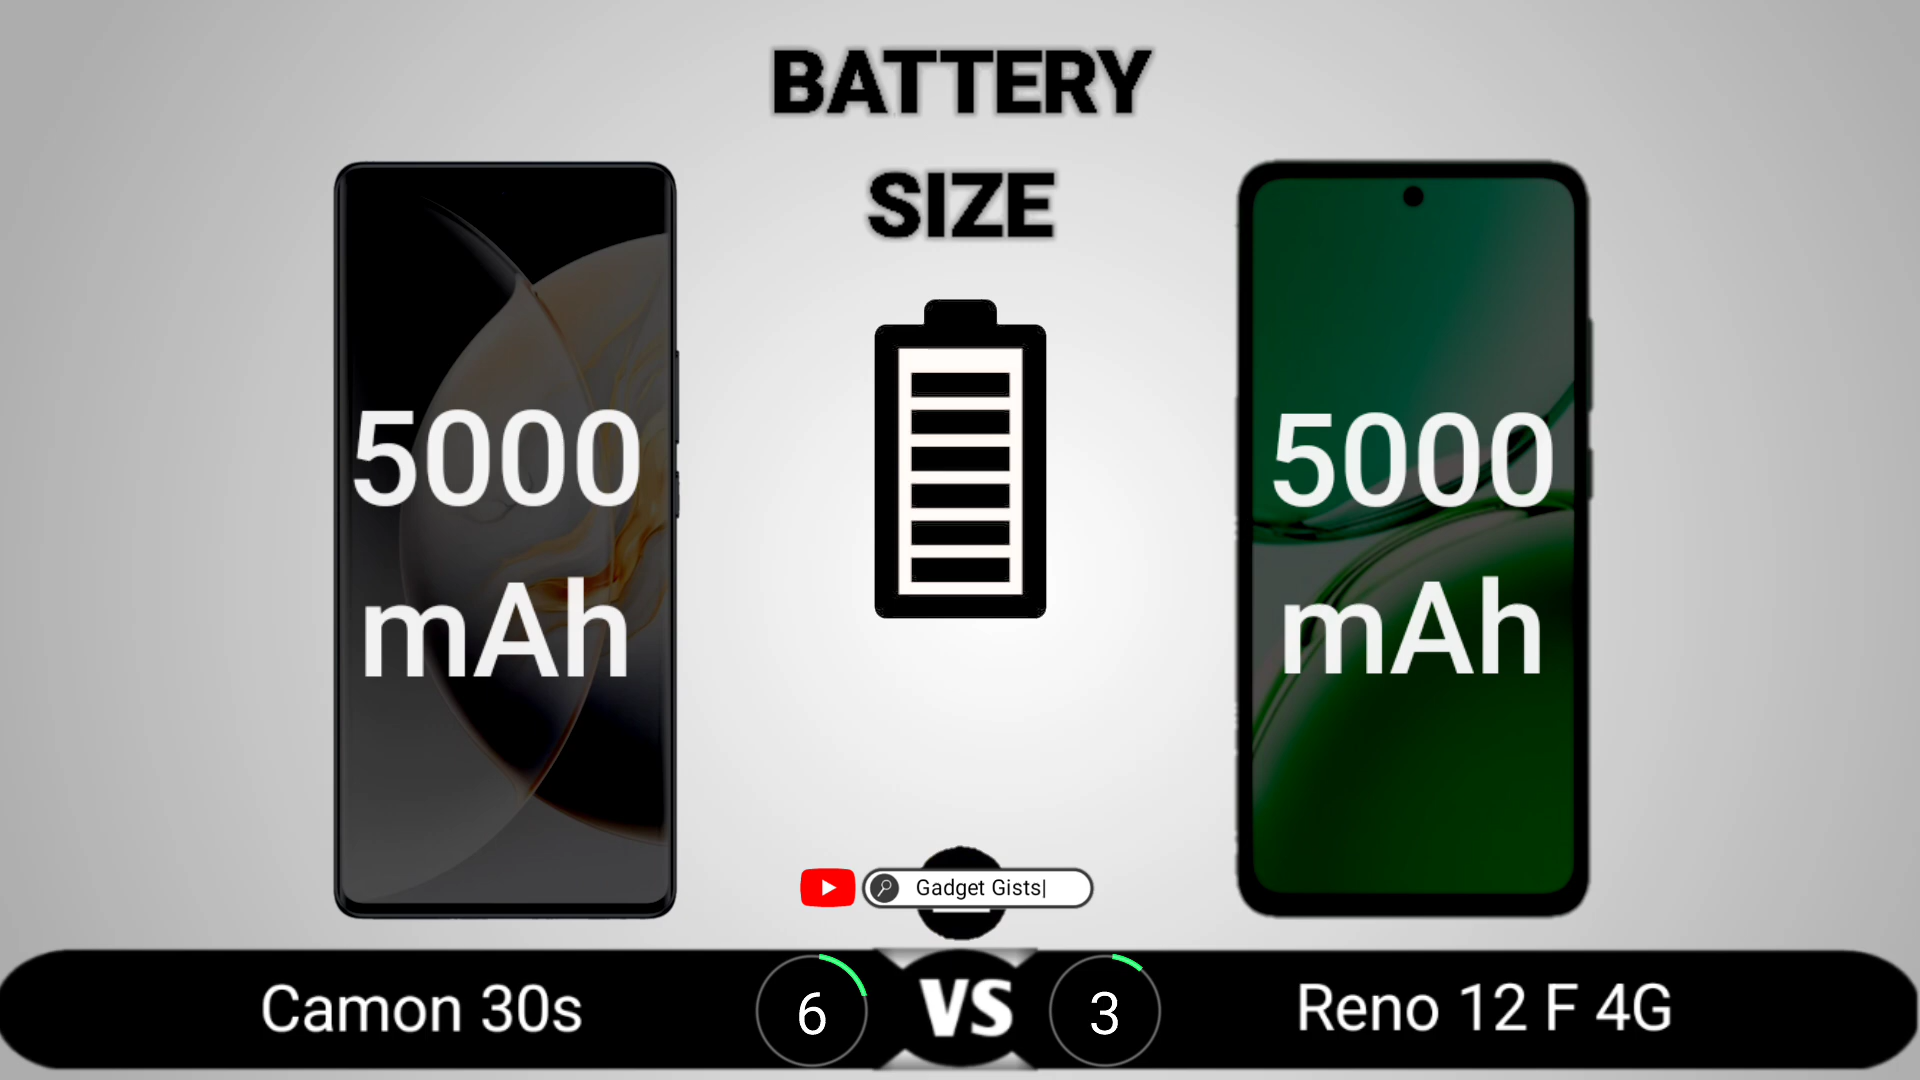 BATTERY
SIZE
5000
mAh
5000
mAh
Gadget Gists|
Camon 30s
6
VS
3
Reno 12 F 4G